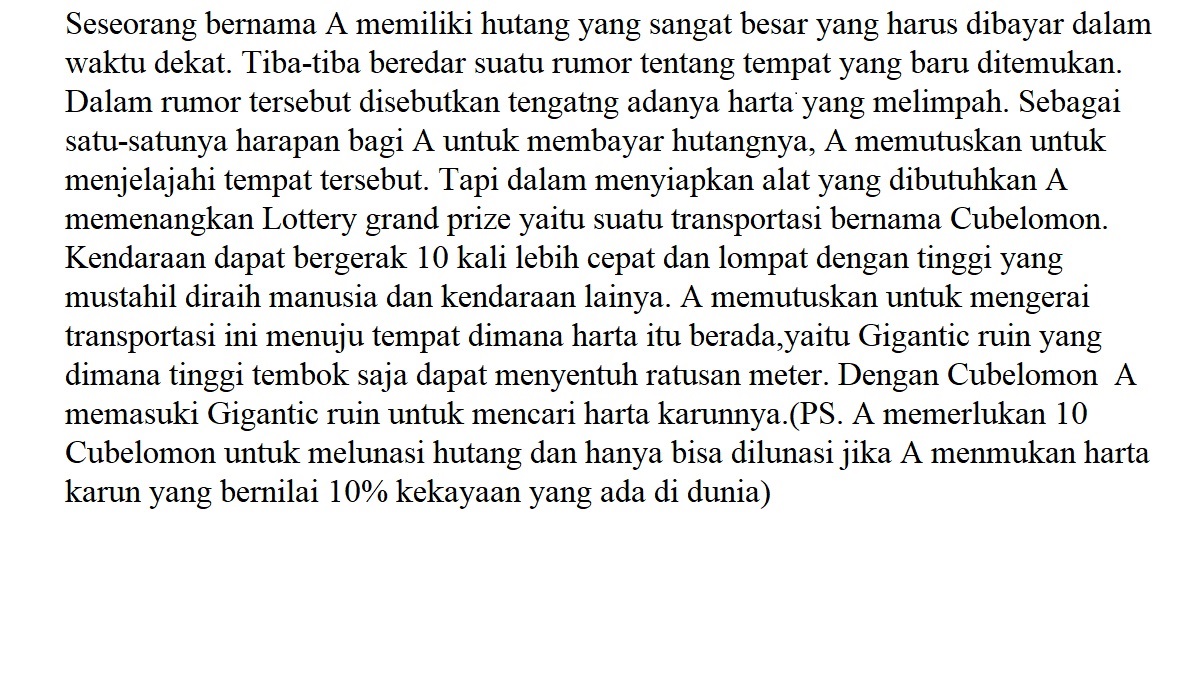 Seseorang bernama A memiliki hutang yang sangat besar yang harus dibayar dalam
waktu dekat. Tiba-tiba beredar suatu rumor tentang tempat yang baru ditemukan.
Dalam rumor tersebut disebutkan tengatng adanya harta yang melimpah. Sebagai
satu-satunya harapan bagi A untuk membayar hutangnya, A memutuskan untuk
menjelajahi tempat tersebut. Tapi dalam menyiapkan alat yang dibutuhkan A
memenangkan Lottery grand prize yaitu suatu transportasi bernama Cubelomon.
Kendaraan dapat bergerak 10 kali lebih cepat dan lompat dengan tinggi yang
mustahil diraih manusia dan kendaraan lainya. A memutuskan untuk mengerai
transportasi ini menuju tempat dimana harta itu berada,yaitu Gigantic ruin yang
dimana tinggi tembok saja dapat menyentuh ratusan meter. Dengan Cubelomon  A
memasuki Gigantic ruin untuk mencari harta karunnya.(PS. A memerlukan 10
Cubelomon untuk melunasi hutang dan hanya bisa dilunasi jika A menmukan harta
karun yang bernilai 10% kekayaan yang ada di dunia)